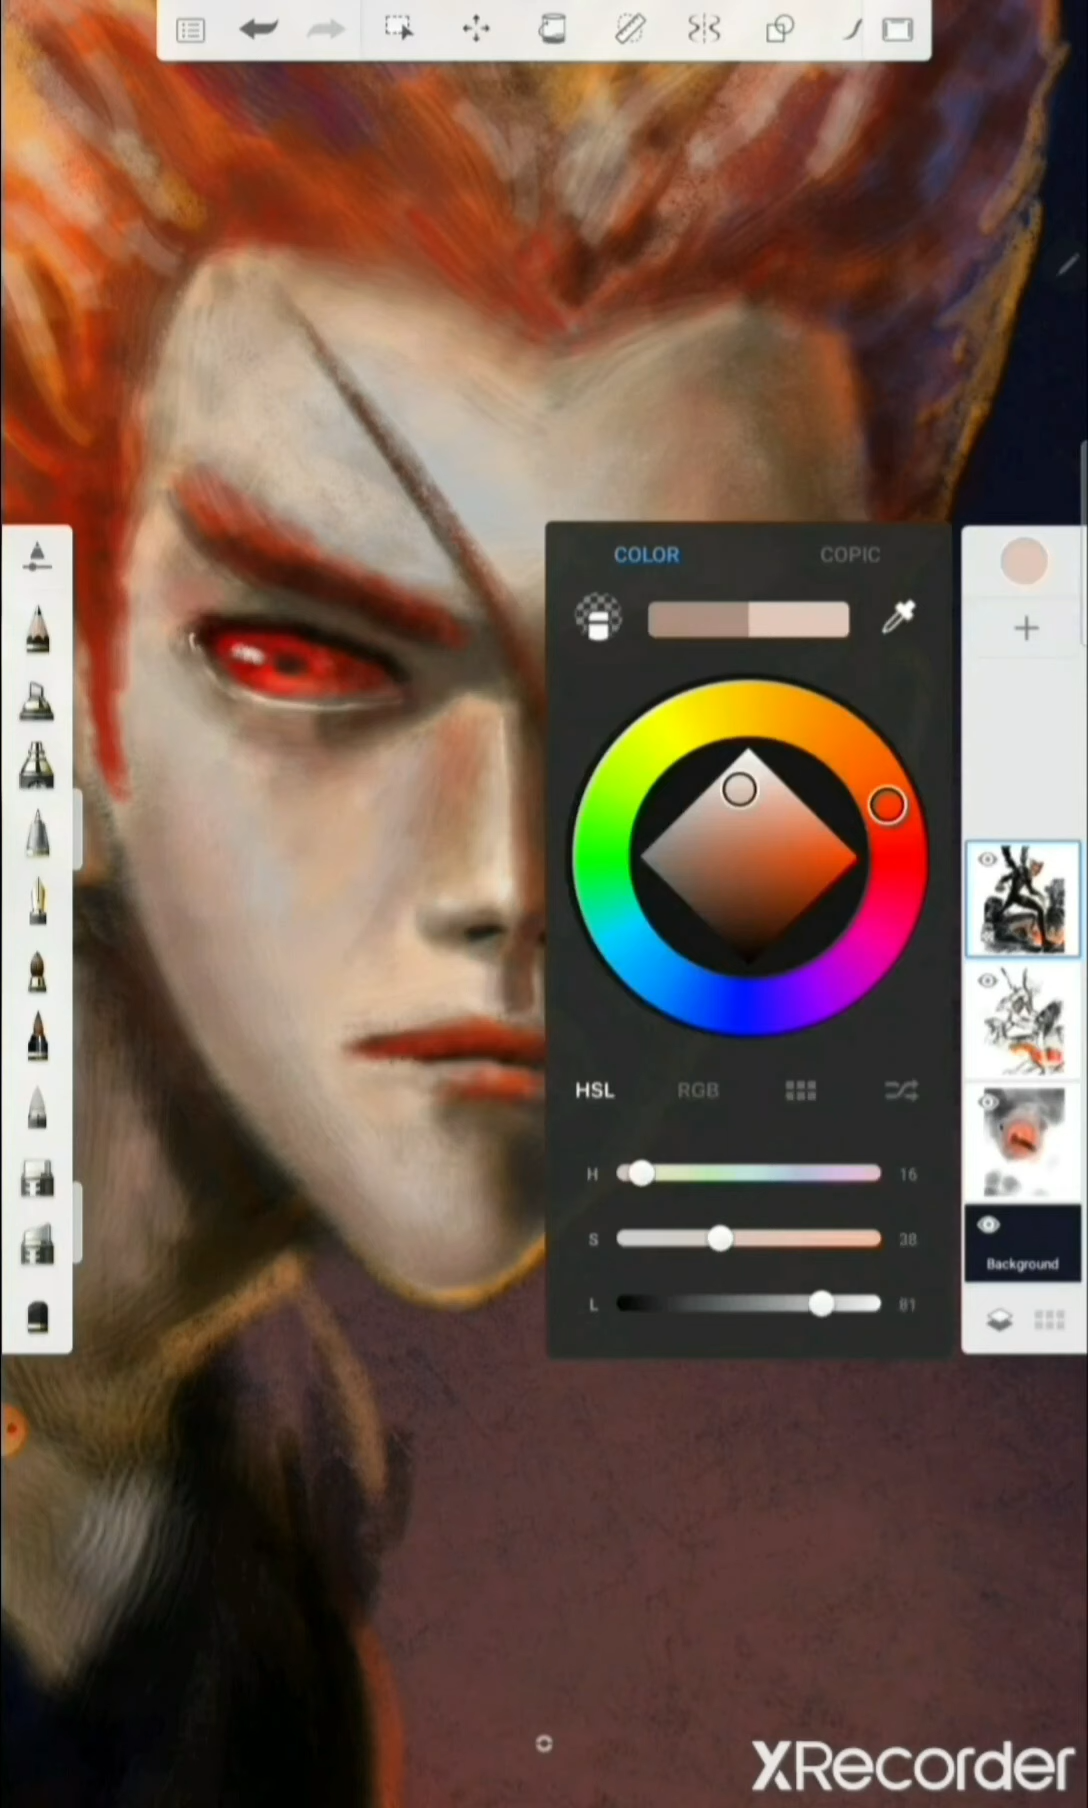 COLOR
COPIC
HSL
RGB
H
16
S
38
L
81
Background
XRecorder